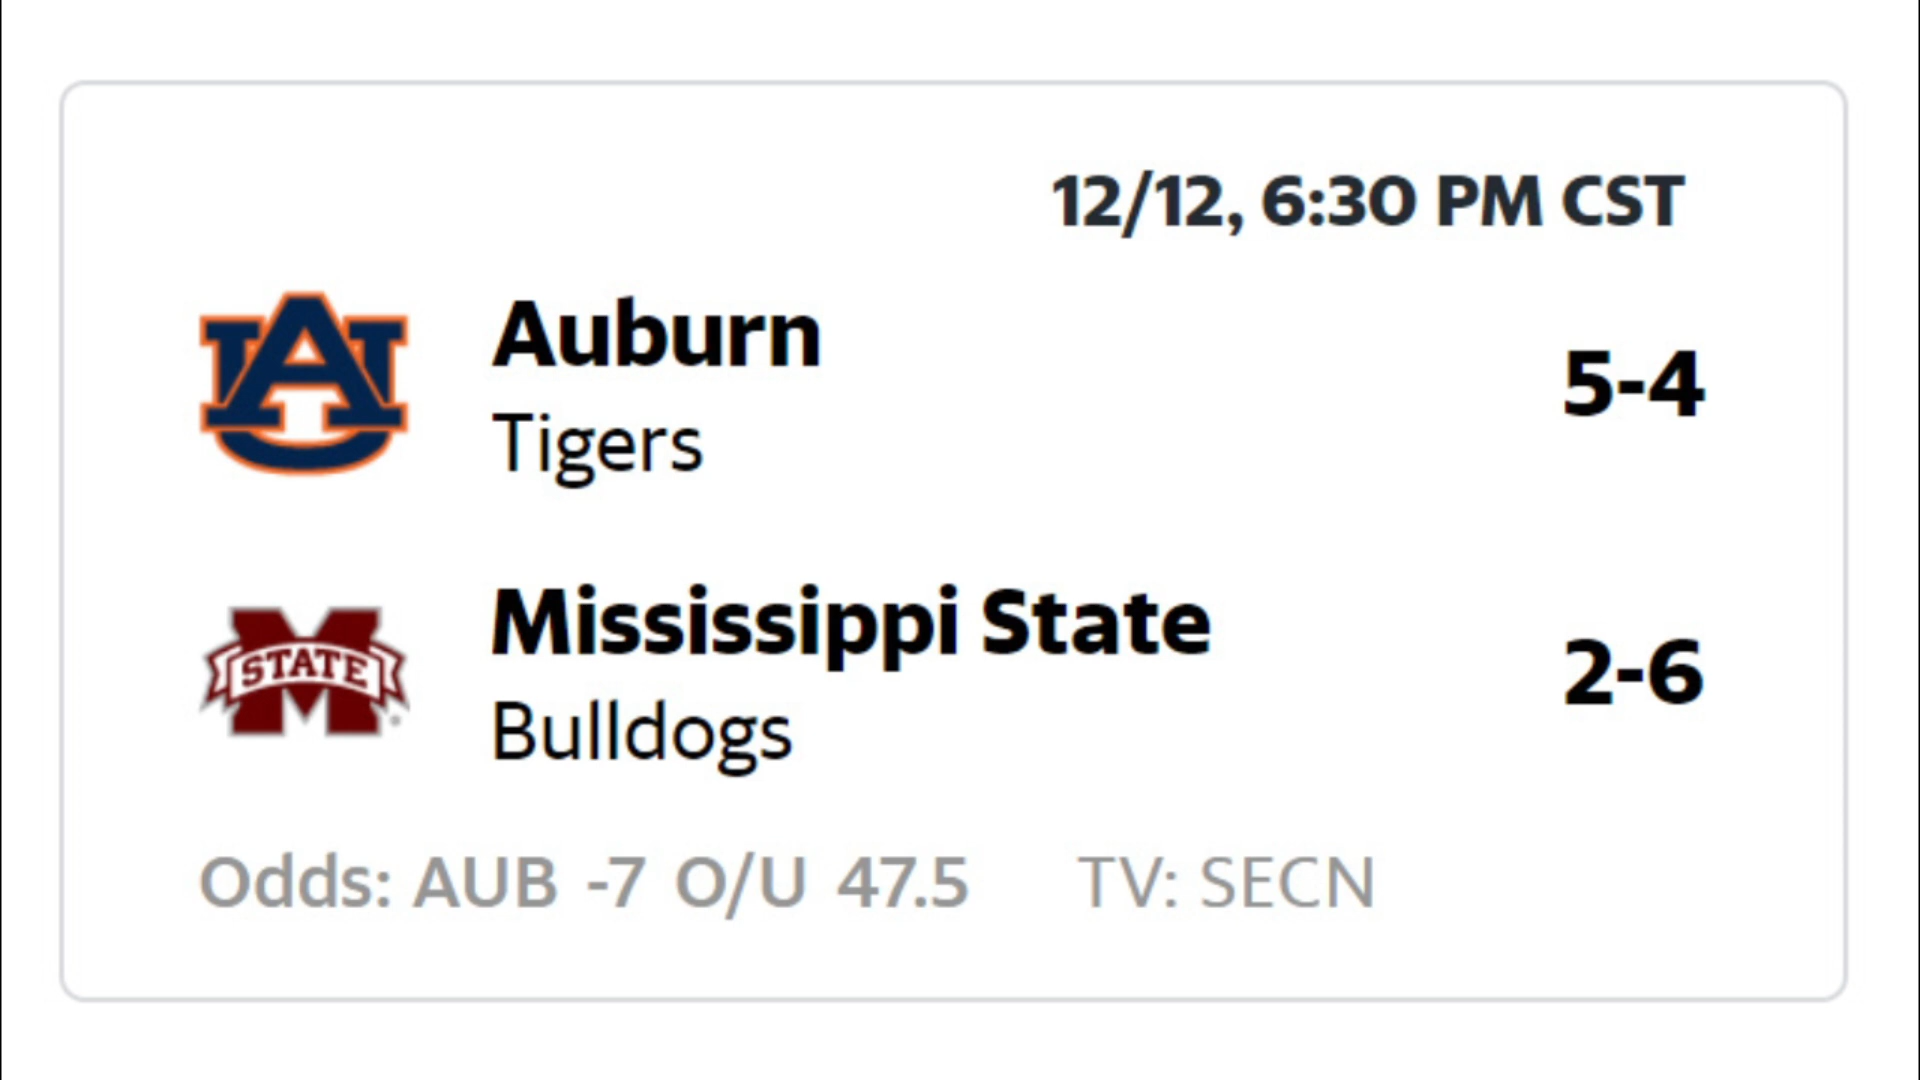 12/12, 6:30 PM CST
Auburn
Tigers
5-4
STATE
Mississippi State
Bulldogs
2-6
Odds: AUB -7 O/U 47.5 TV: SECN